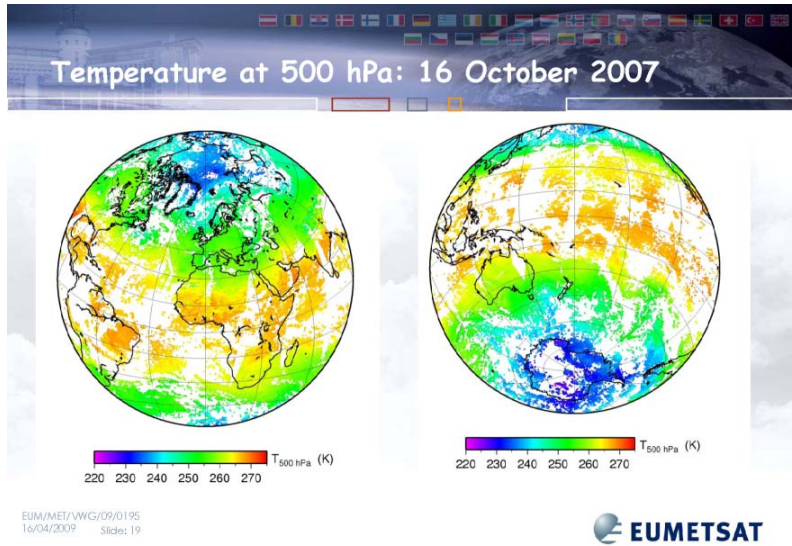 Temperature at 500 hPa: 16 October 2007
220 230 240 250 260 270
T500 hPa (K)
220 230 240 250 260 270
T500 hPa (K)
EUM/MET/VWG/09/0195
16/04/2009 Slide: 19
EUMETSAT